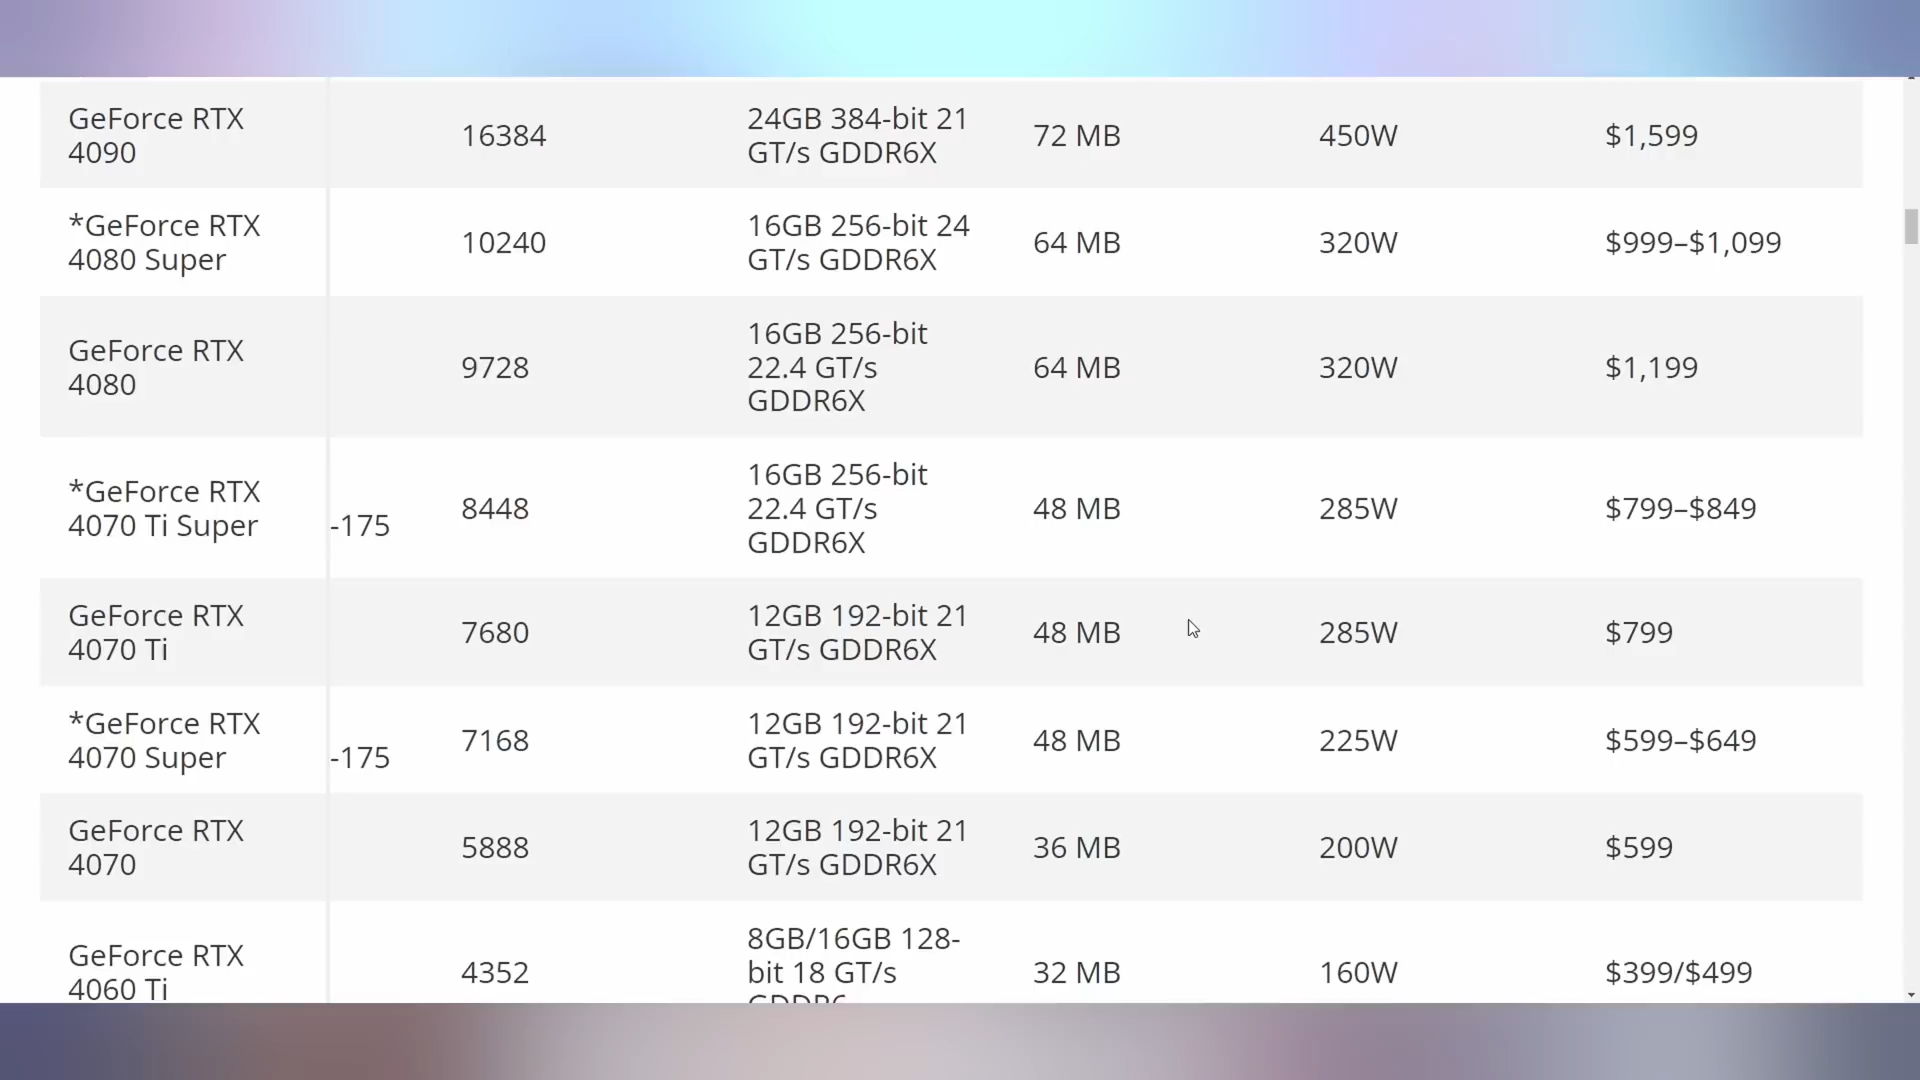 GeForce RTX
4090
16384
24GB 384-bit 21
GT/s GDDR6X
72 MB
450W
$1,599
*GeForce RTX
4080 Super
10240
16GB 256-bit 24
GT/s GDDR6X
64 MB
320W
$999–$1,099
GeForce RTX
4080
9728
16GB 256-bit
22.4 GT/s
GDDR6X
64 MB
320W
$1,199
*GeForce RTX
4070 Ti Super
-175
8448
16GB 256-bit
22.4 GT/s
GDDR6X
48 MB
285W
$799–$849
GeForce RTX
4070 Ti
7680
12GB 192-bit 21
GT/s GDDR6X
48 MB
285W
$799
*GeForce RTX
4070 Super
-175
7168
12GB 192-bit 21
GT/s GDDR6X
48 MB
225W
$599–$649
GeForce RTX
4070
5888
12GB 192-bit 21
GT/s GDDR6X
36 MB
200W
$599
GeForce RTX
4060 Ti
4352
8GB/16GB 128-
bit 18 GT/s
GDDR6
32 MB
160W
$399/$499